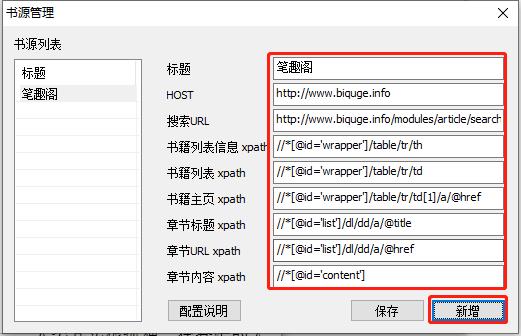 书源管理
书源列表
标题
笔趣阁
标题 笔趣阁
HOST http://www.biquge.info
搜索URL http://www.biquge.info/modules/article/search
书籍列表信息 xpath //*[@id='wrapper']/table/tr/th
书籍列表 xpath //*[@id='wrapper']/table/tr/td
书籍主页 xpath //*[@id='wrapper']/table/tr/td[1]/a/@href
章节标题 xpath //*[@id='list']/dl/dd/a/@title
章节URL xpath //*[@id='list']/dl/dd/a/@href
章节内容 xpath //*[@id='content']
配置说明 保存 新增